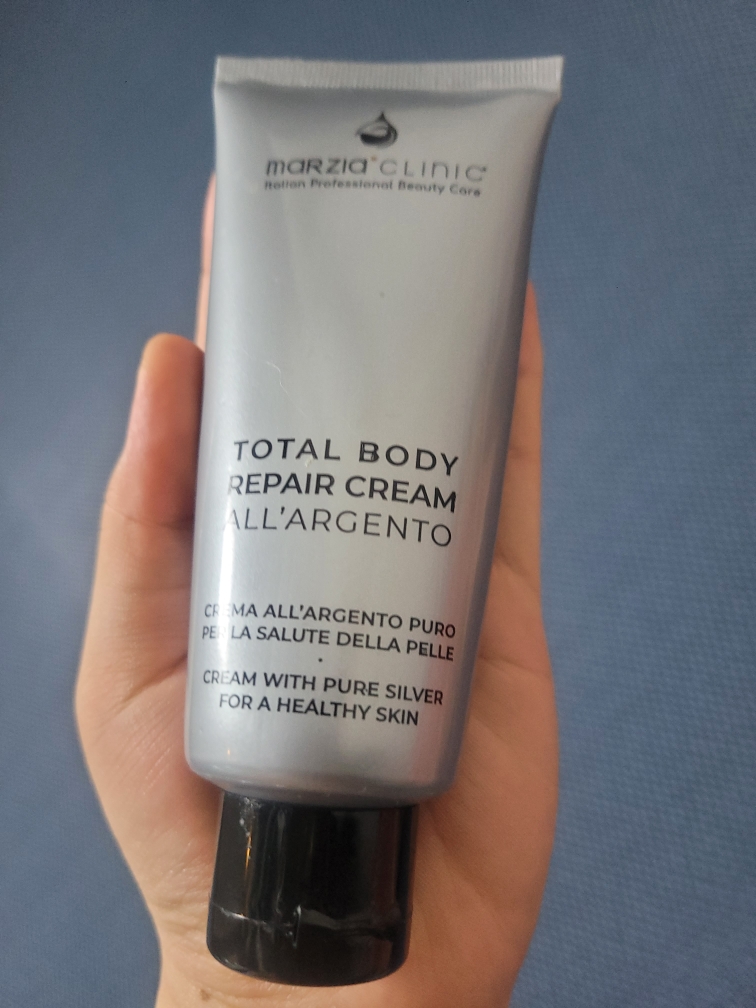 marzia CLINIC
Italian Professional Beauty Care
TOTAL BODY
REPAIR CREAM
ALL'ARGENTO
CREMA ALL'ARGENTO PURO
PER LA SALUTE DELLA PELLE
CREAM WITH PURE SILVER
FOR A HEALTHY SKIN